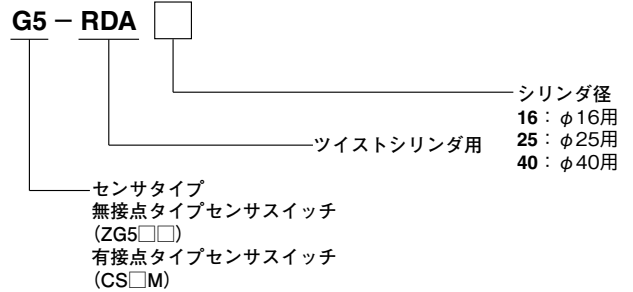 G5－RDA□
シリンダ径
16：φ16用
25：φ25用
40：φ40用
ツイストシリンダ用
センサタイプ
無接点タイプセンサスイッチ
(ZG5□□)
有接点タイプセンサスイッチ
(CS□M)